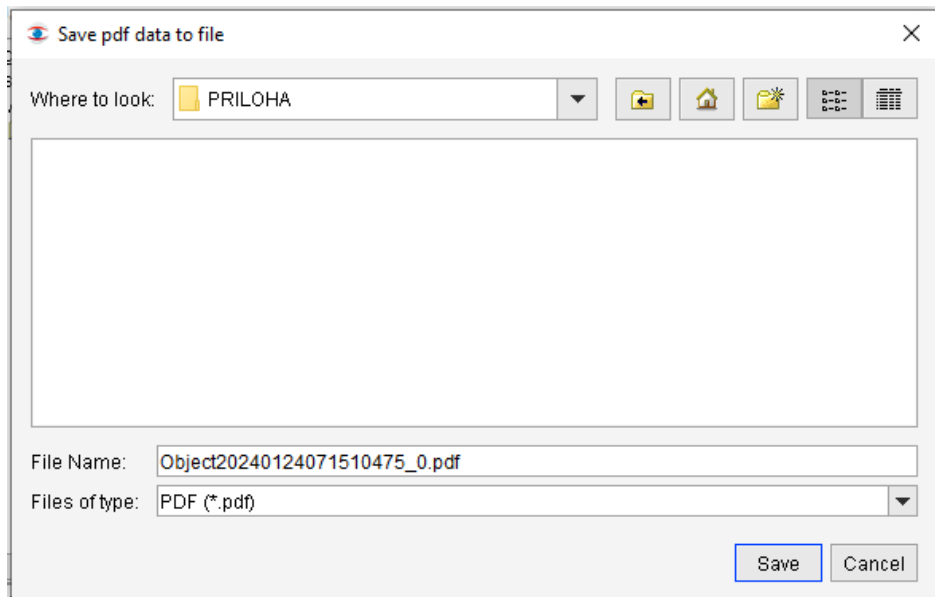 Save pdf data to file
Where to look: PRILOHA
File Name: Object20240124071510475_0.pdf
Files of type: PDF (*.pdf)
Save Cancel